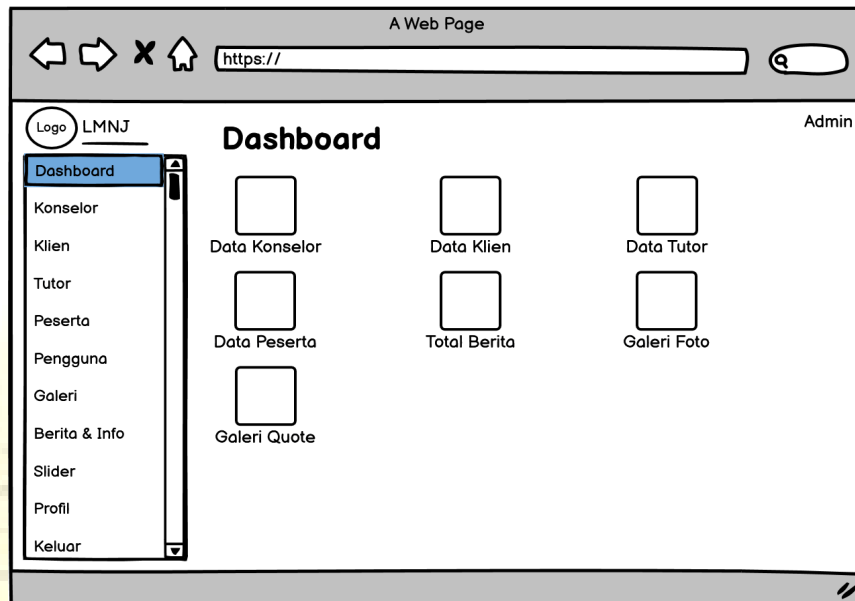 A Web Page
https://
Logo LMNJ
Admin
Dashboard
Dashboard
Konselor
Klien
Tutor
Peserta
Pengguna
Galeri
Berita & Info
Slider
Profil
Keluar
Data Konselor Data Klien Data Tutor
Data Peserta Total Berita Galeri Foto
Galeri Quote